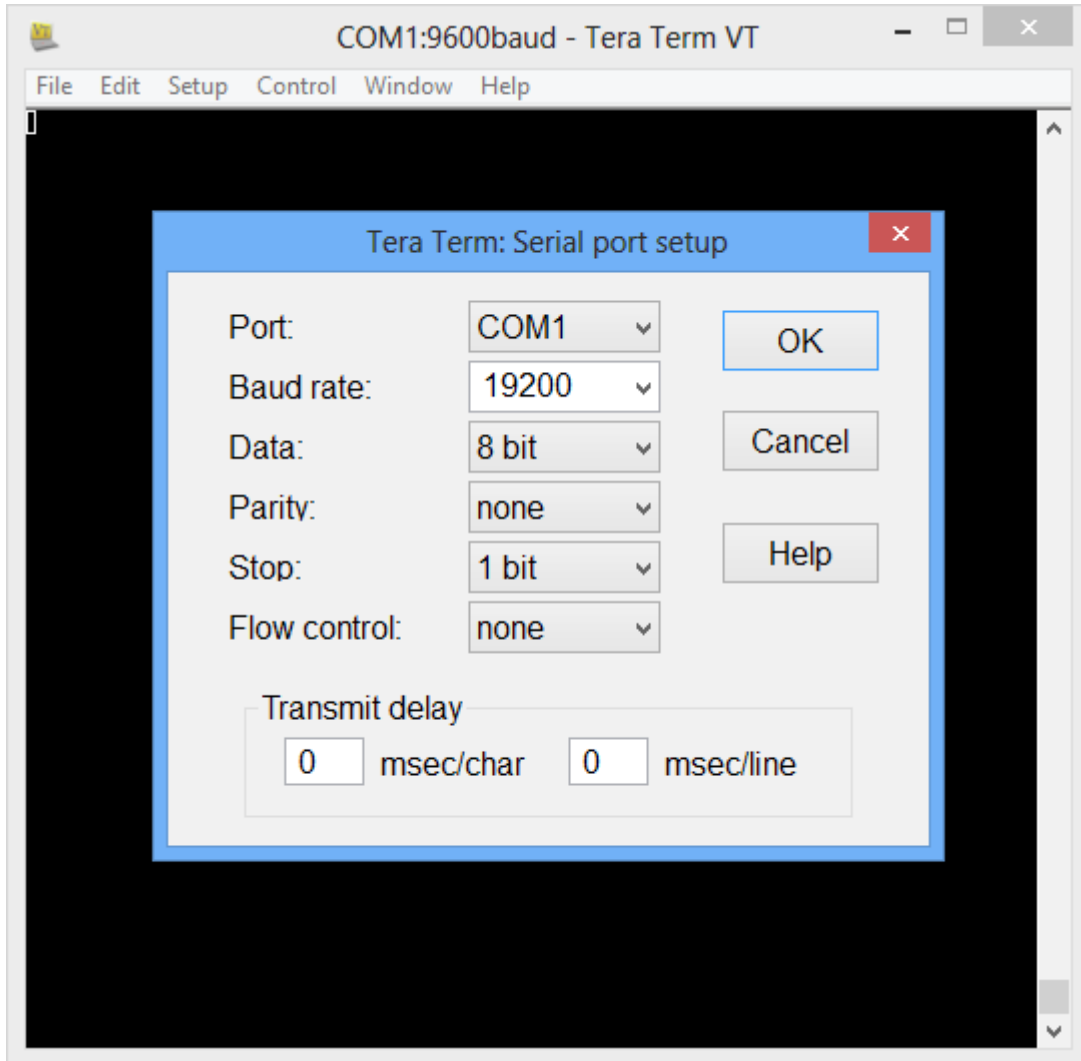 COM1:9600baud - Tera Term VT
File Edit Setup Control Window Help
Tera Term: Serial port setup
Port: COM1 OK
Baud rate: 19200
Data: 8 bit Cancel
Parity: none
Stop: 1 bit Help
Flow control: none
Transmit delay
0 msec/char 0 msec/line